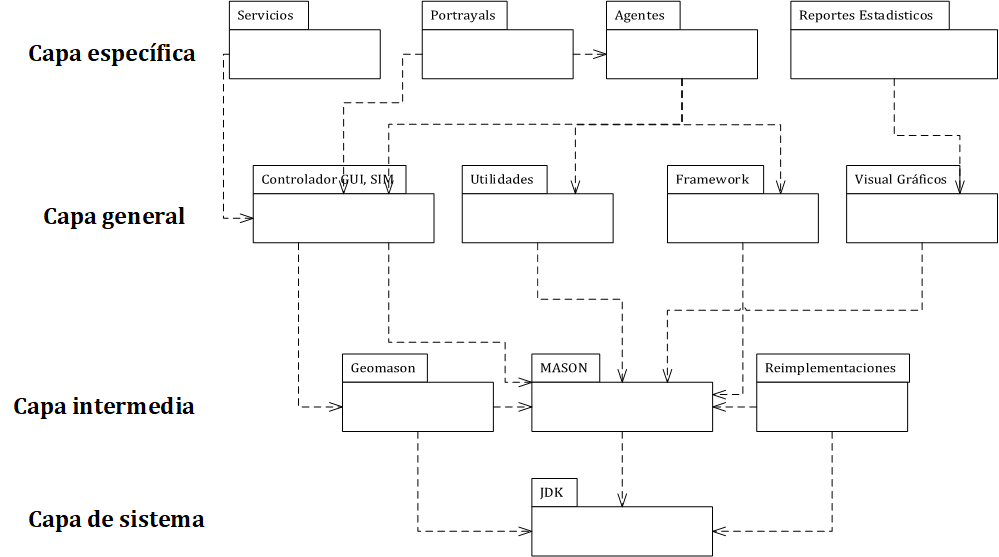 Servicios
Portrayals
Agentes
Reportes Estadisticos
Capa específica
Controlador GUI, SIM
Utilidades
Framework
Visual Gráficos
Capa general
Geomason
MASON
Reimplementaciones
Capa intermedia
JDK
Capa de sistema